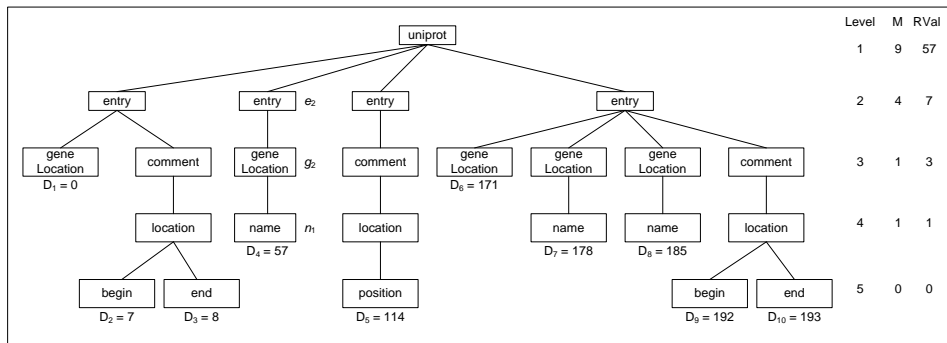 Level M RVal
uniprot 1 9 57
entry entry e2 entry entry 2 4 7
gene Location comment gene Location g2 comment gene Location gene Location gene Location comment 3 1 3
D1 = 0 D6 = 171
location name n1 location name name location 4 1 1
D4 = 57 D7 = 178 D8 = 185
begin end position begin end 5 0 0
D2 = 7 D3 = 8 D5 = 114 D9 = 192 D10 = 193